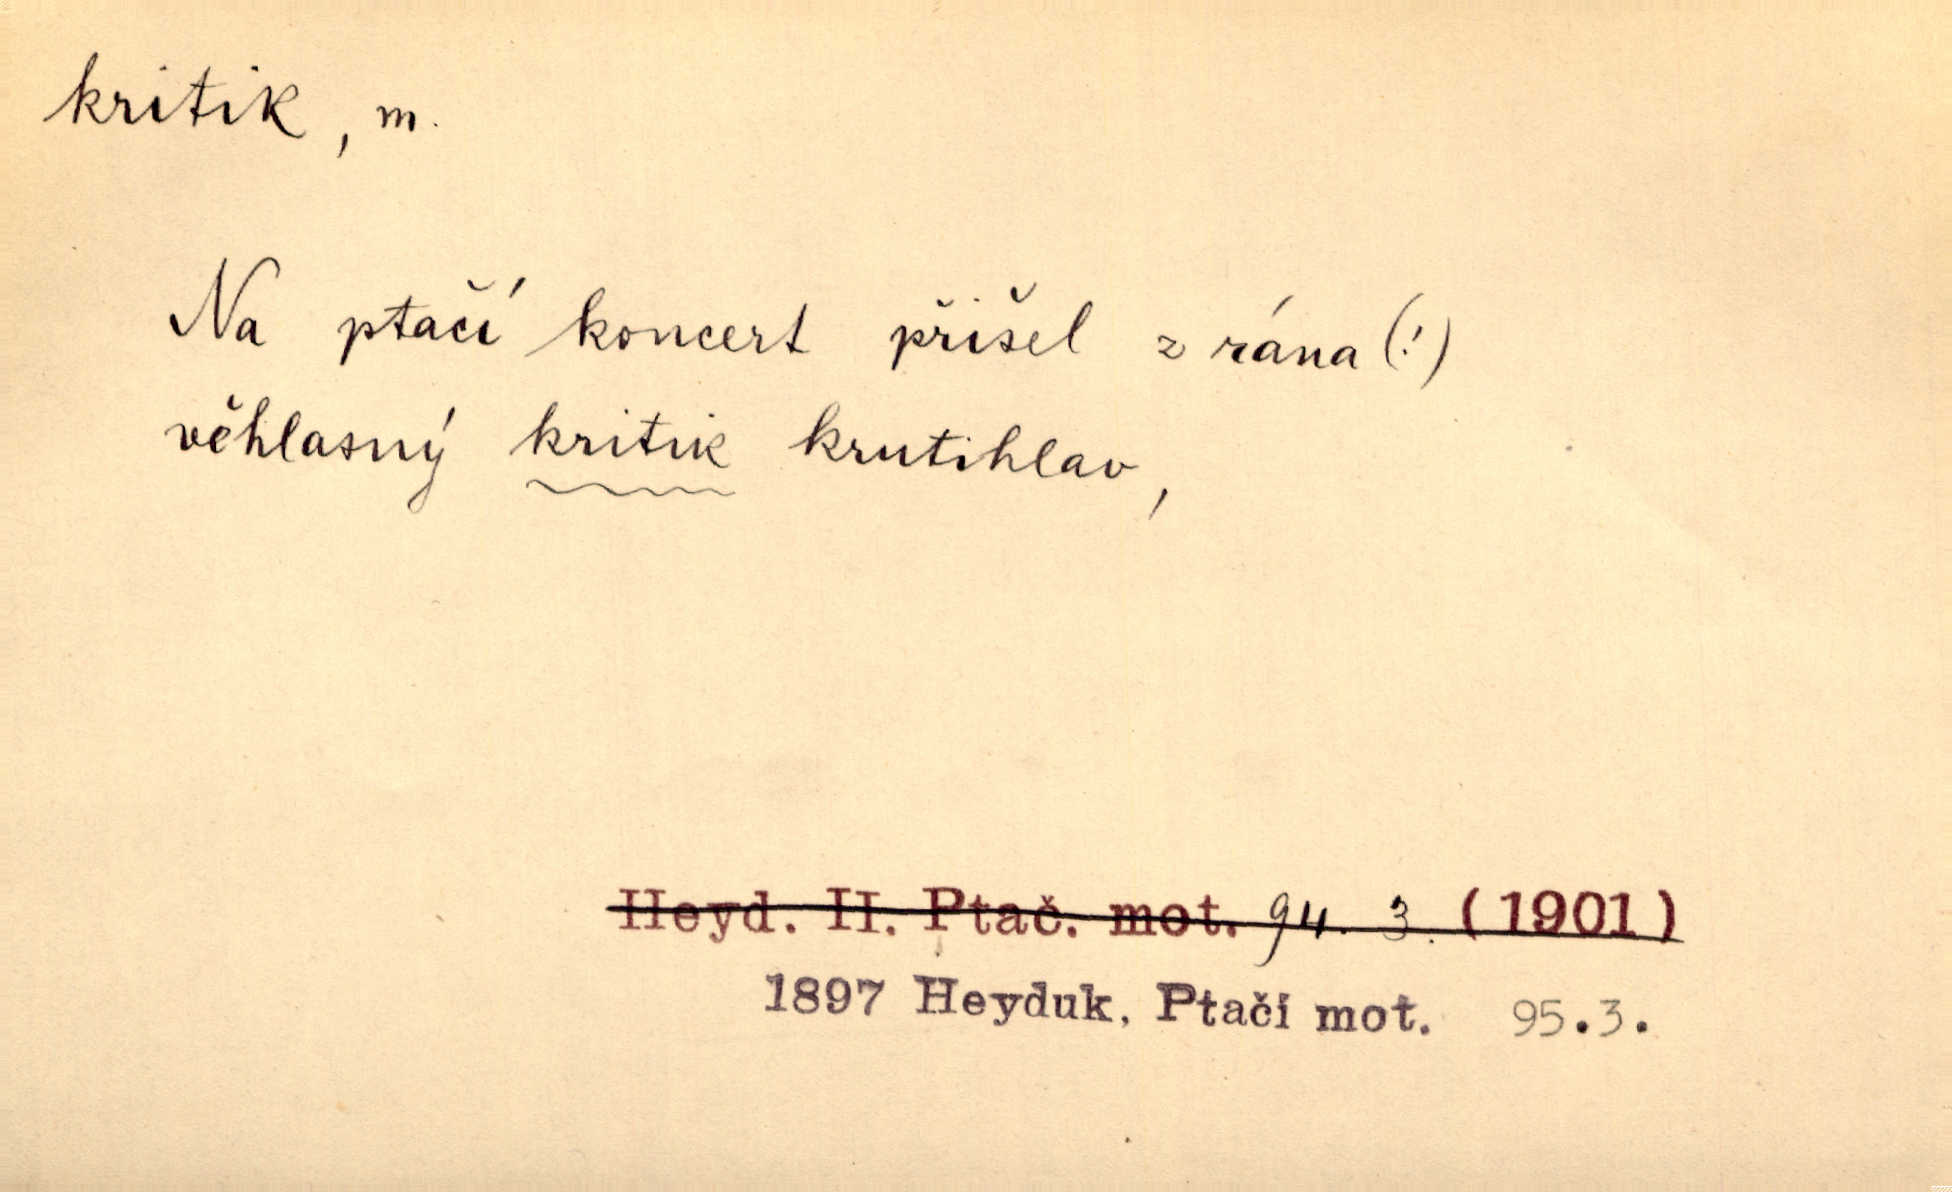 kritik, m.
Na ptačí koncert přišel z rána (!)
věhlasný kritik krutihlav,
Heyd. II. Ptač. mot. 94. 3. (1901)
1897 Heyduk, Ptačí mot. 95.3.